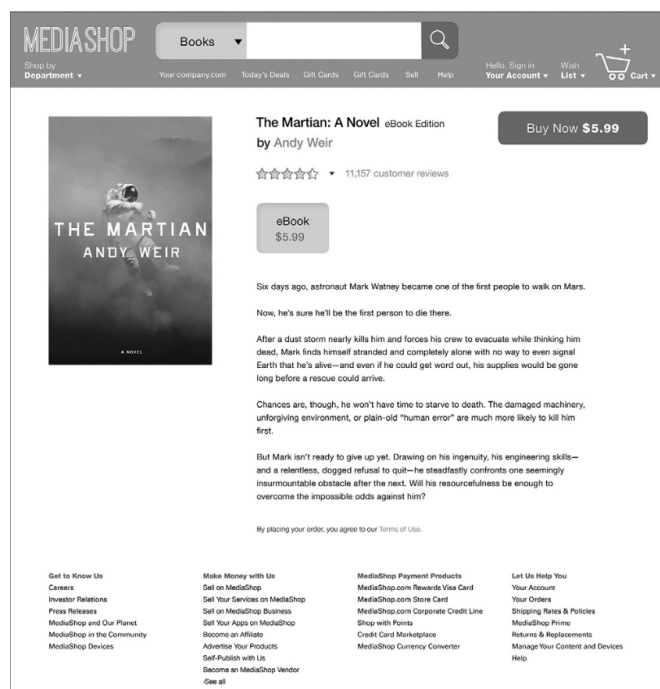 MEDIASHOP
Books
Shop by
Department
Your company.com Today's Deals Gift Cards Gift Cards Sell Help
Hello. Sign in
Your Account
Wish
List
Cart
THE MARTIAN
ANDY WEIR
A NOVEL
The Martian: A Novel eBook Edition
by Andy Weir
11,157 customer reviews
Buy Now $5.99
eBook
$5.99
Six days ago, astronaut Mark Watney became one of the first people to walk on Mars.
Now, he's sure he'll be the first person to die there.
After a dust storm nearly kills him and forces his crew to evacuate while thinking him
dead, Mark finds himself stranded and completely alone with no way to even signal
Earth that he's alive—and even if he could get word out, his supplies would be gone
long before a rescue could arrive.
Chances are, though, he won't have time to starve to death. The damaged machinery,
unforgiving environment, or plain-old “human error” are much more likely to kill him
first.
But Mark isn't ready to give up yet. Drawing on his ingenuity, his engineering skills—
and a relentless, dogged refusal to quit—he steadfastly confronts one seemingly
insurmountable obstacle after the next. Will his resourcefulness be enough to
overcome the impossible odds against him?
By placing your order, you agree to our Terms of Use.
Get to Know Us
Careers
Investor Relations
Press Releases
MediaShop and Our Planet
MediaShop in the Community
MediaShop Devices
Make Money with Us
Sell on MediaShop
Sell Your Services on MediaShop
Sell on MediaShop Business
Sell Your Apps on MediaShop
Become an Affiliate
Advertise Your Products
Self-Publish with Us
Become an MediaShop Vendor
-See all
MediaShop Payment Products
MediaShop.com Rewards Visa Card
MediaShop.com Store Card
MediaShop.com Corporate Credit Line
Shop with Points
Credit Card Marketplace
MediaShop Currency Converter
Let Us Help You
Your Account
Your Orders
Shipping Rates & Policies
MediaShop Prime
Returns & Replacements
Manage Your Content and Devices
Help